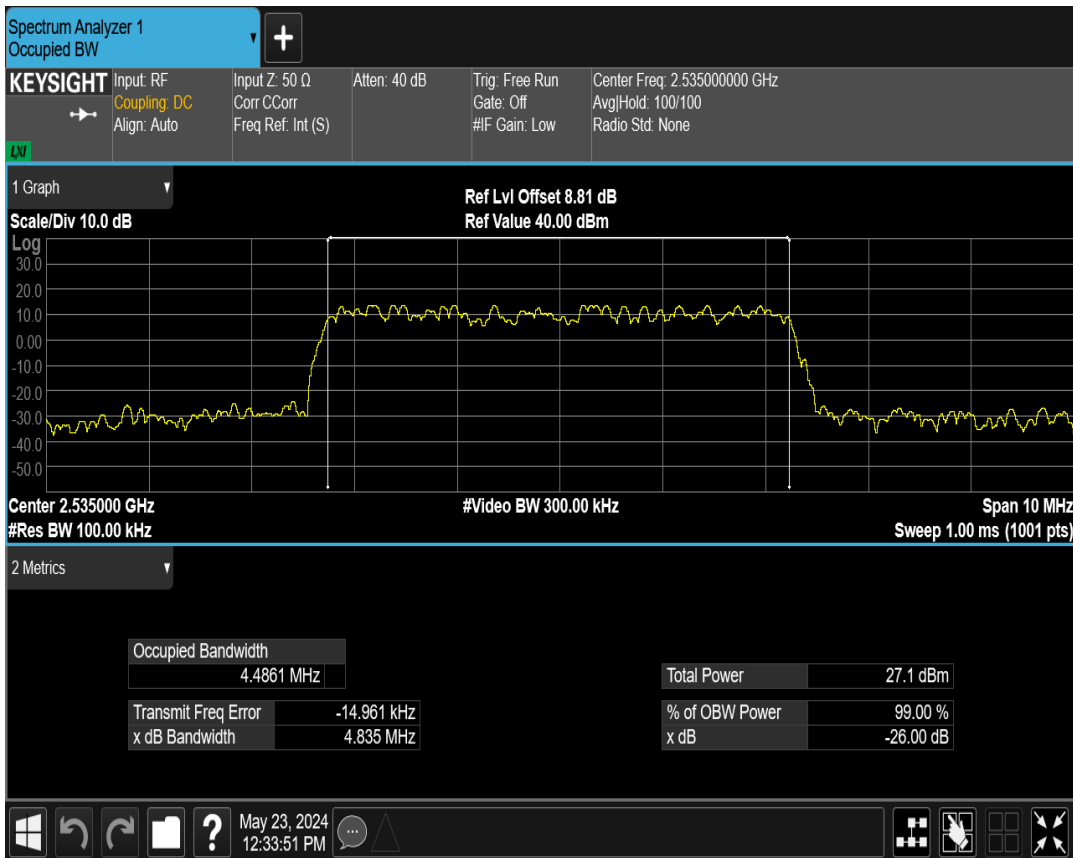 Spectrum Analyzer 1
Occupied BW
KEYSIGHT
LXI
Input: RF
Coupling: DC
Align: Auto
Input Z: 50 Ω
Corr CCorr
Freq Ref: Int (S)
Atten: 40 dB
Trig: Free Run
Gate: Off
#IF Gain: Low
Center Freq: 2.535000000 GHz
Avg|Hold: 100/100
Radio Std: None
1 Graph
Ref Lvl Offset 8.81 dB
Scale/Div 10.0 dB
Ref Value 40.00 dBm
Log
30.0
20.0
10.0
0.00
-10.0
-20.0
-30.0
-40.0
-50.0
Center 2.535000 GHz
#Video BW 300.00 kHz
Span 10 MHz
#Res BW 100.00 kHz
Sweep 1.00 ms (1001 pts)
2 Metrics
Occupied Bandwidth
4.4861 MHz
Total Power 27.1 dBm
Transmit Freq Error -14.961 kHz
% of OBW Power 99.00 %
x dB Bandwidth 4.835 MHz
x dB -26.00 dB
?
May 23, 2024
12:33:51 PM